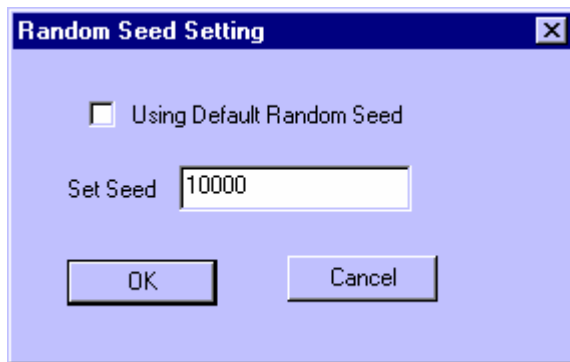 Random Seed Setting
Using Default Random Seed
Set Seed 10000
OK Cancel